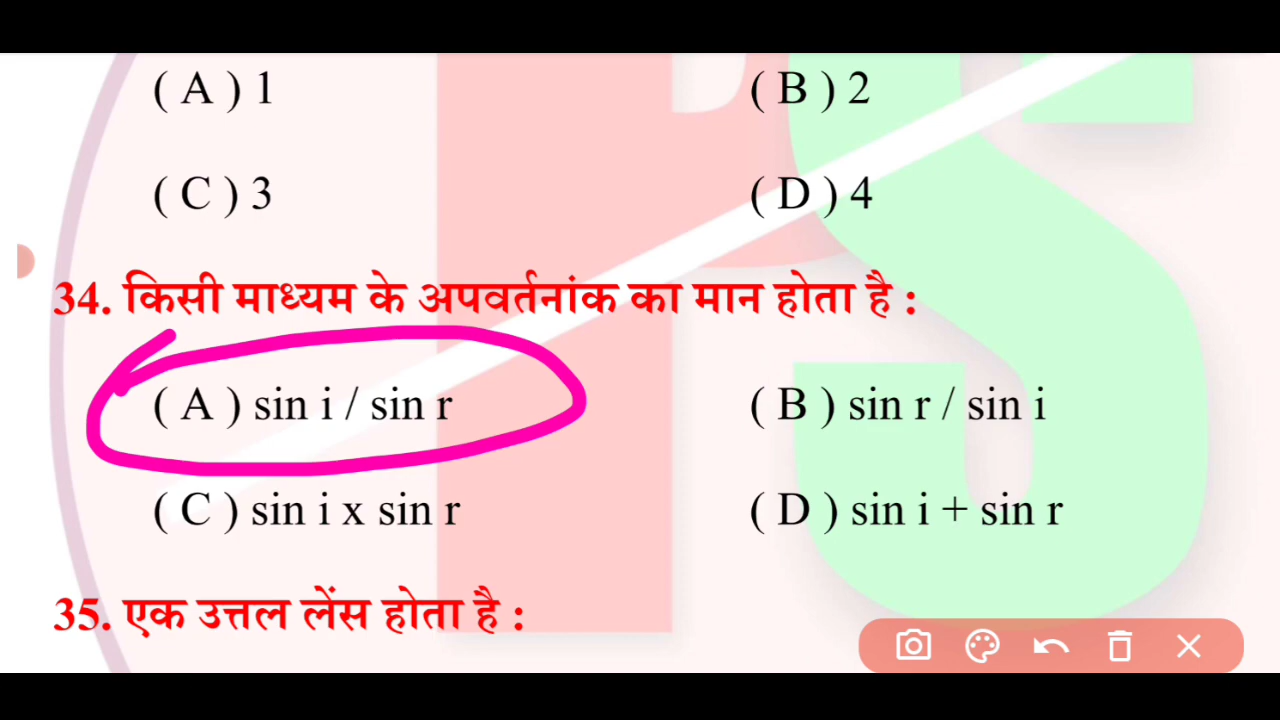 ( A ) 1 ( B ) 2
( C ) 3 ( D ) 4
34. किसी माध्यम के अपवर्तनांक का मान होता है :
( A ) sin i / sin r ( B ) sin r / sin i
( C ) sin i x sin r ( D ) sin i + sin r
35. एक उत्तल लेंस होता है :